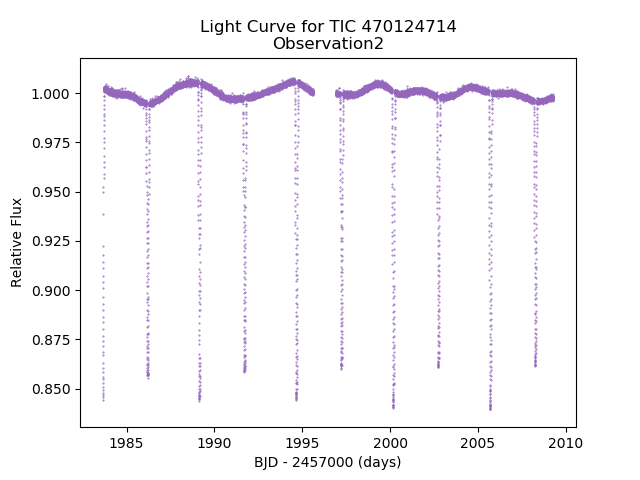 Light Curve for TIC 470124714
Observation2
1.000
0.975
0.950
0.925
0.900
0.875
0.850
Relative Flux
1985 1990 1995 2000 2005 2010
BJD - 2457000 (days)